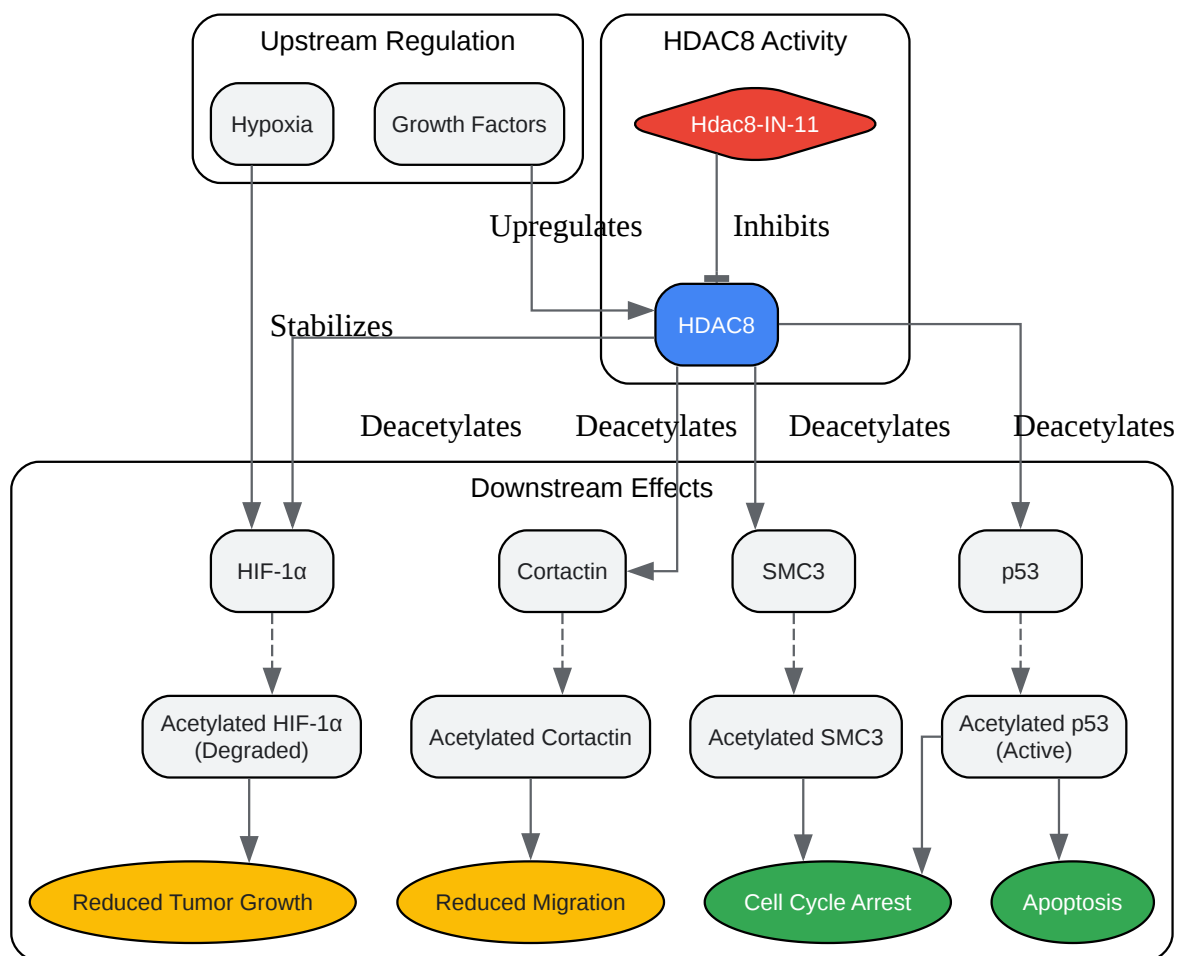 Upstream Regulation
HDAC8 Activity
Hypoxia
Growth Factors
Hdac8-IN-11
Upregulates
Inhibits
HDAC8
Stabilizes
Deacetylates
Deacetylates
Deacetylates
Deacetylates
Downstream Effects
HIF-1α
Cortactin
SMC3
p53
Acetylated HIF-1α
(Degraded)
Acetylated Cortactin
Acetylated SMC3
Acetylated p53
(Active)
Reduced Tumor Growth
Reduced Migration
Cell Cycle Arrest
Apoptosis